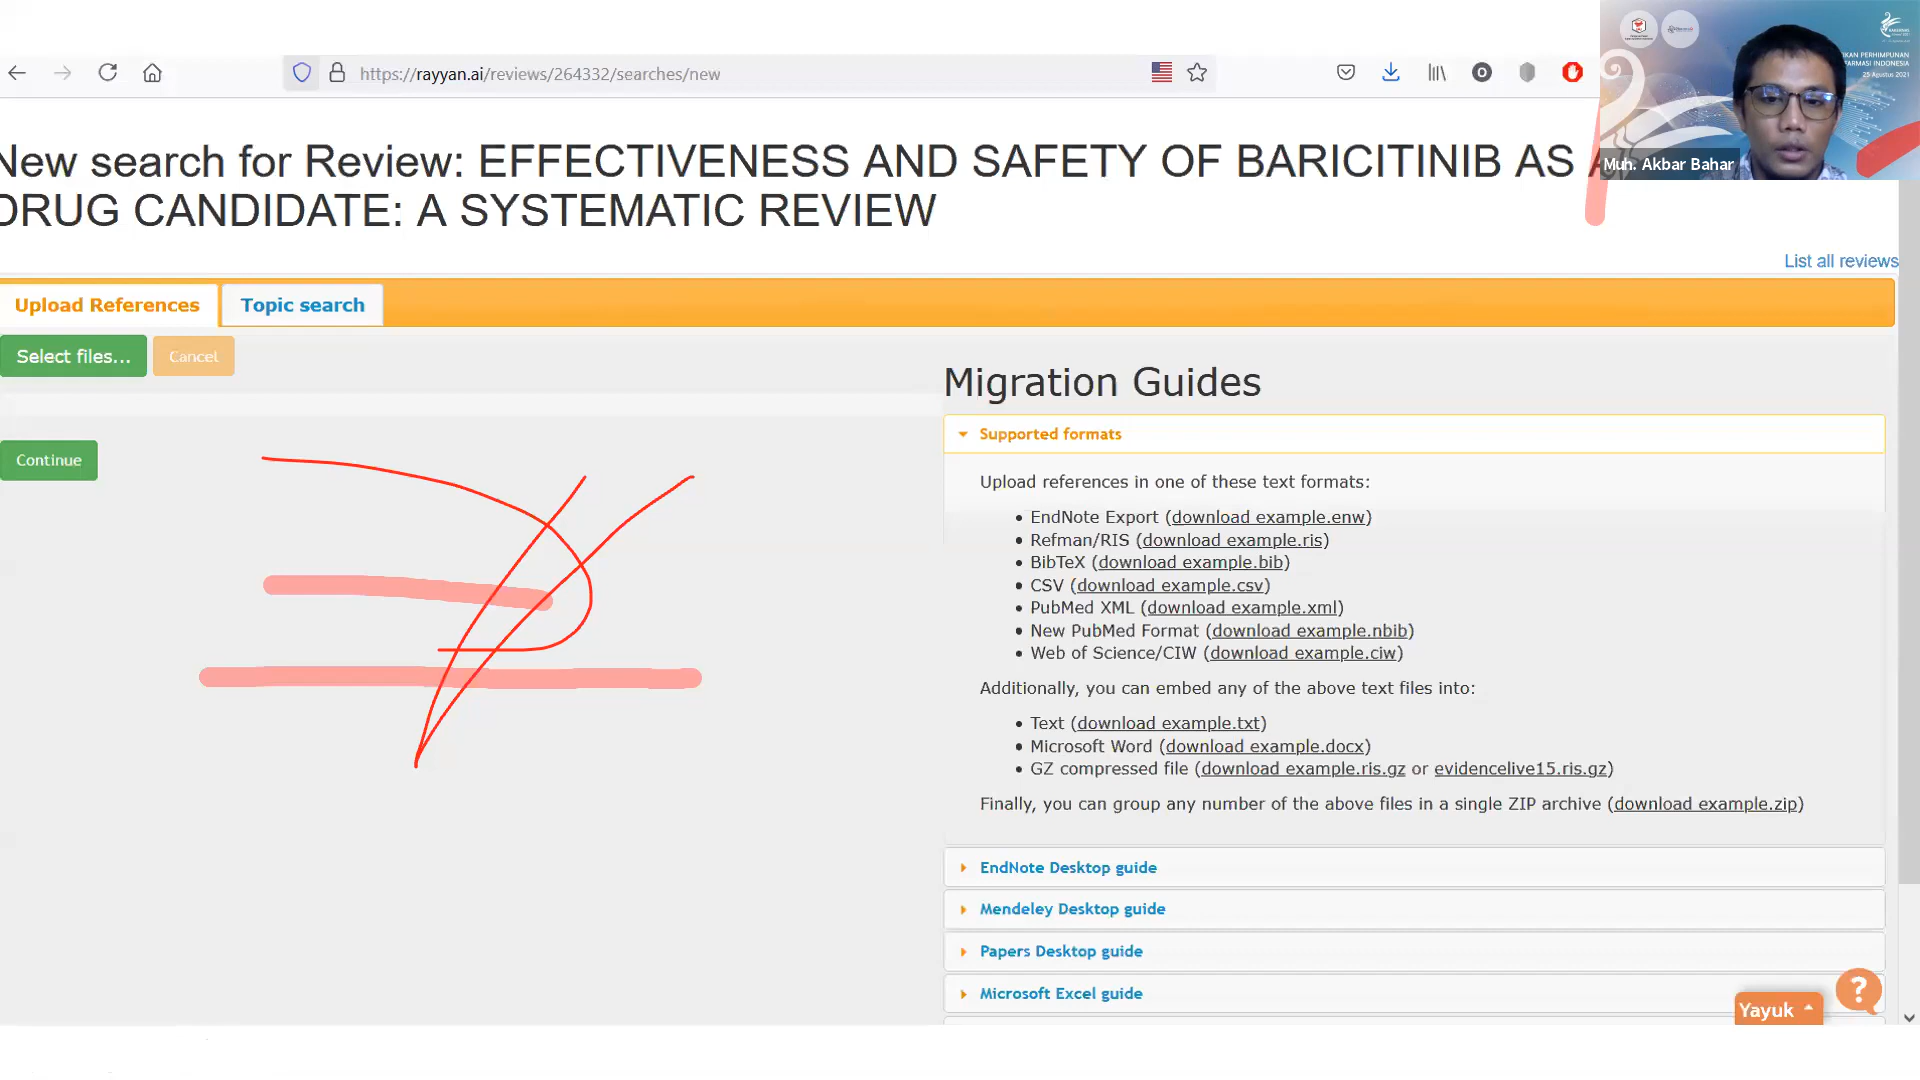 https://rayyan.ai/reviews/264332/searches/new
IKAN PERHIMPUNAN
FARMASI INDONESIA
25 Agustus 2021
Muh. Akbar Bahar
New search for Review: EFFECTIVENESS AND SAFETY OF BARICITINIB AS A
DRUG CANDIDATE: A SYSTEMATIC REVIEW
List all reviews
Upload References
Topic search
Select files...
Cancel
Continue
Migration Guides
Supported formats
Upload references in one of these text formats:
• EndNote Export (download example.enw)
• Refman/RIS (download example.ris)
• BibTeX (download example.bib)
• CSV (download example.csv)
• PubMed XML (download example.xml)
• New PubMed Format (download example.nbib)
• Web of Science/CIW (download example.ciw)
Additionally, you can embed any of the above text files into:
• Text (download example.txt)
• Microsoft Word (download example.docx)
• GZ compressed file (download example.ris.gz or evidencelive15.ris.gz)
Finally, you can group any number of the above files in a single ZIP archive (download example.zip)
EndNote Desktop guide
Mendeley Desktop guide
Papers Desktop guide
Microsoft Excel guide
Yayuk
?